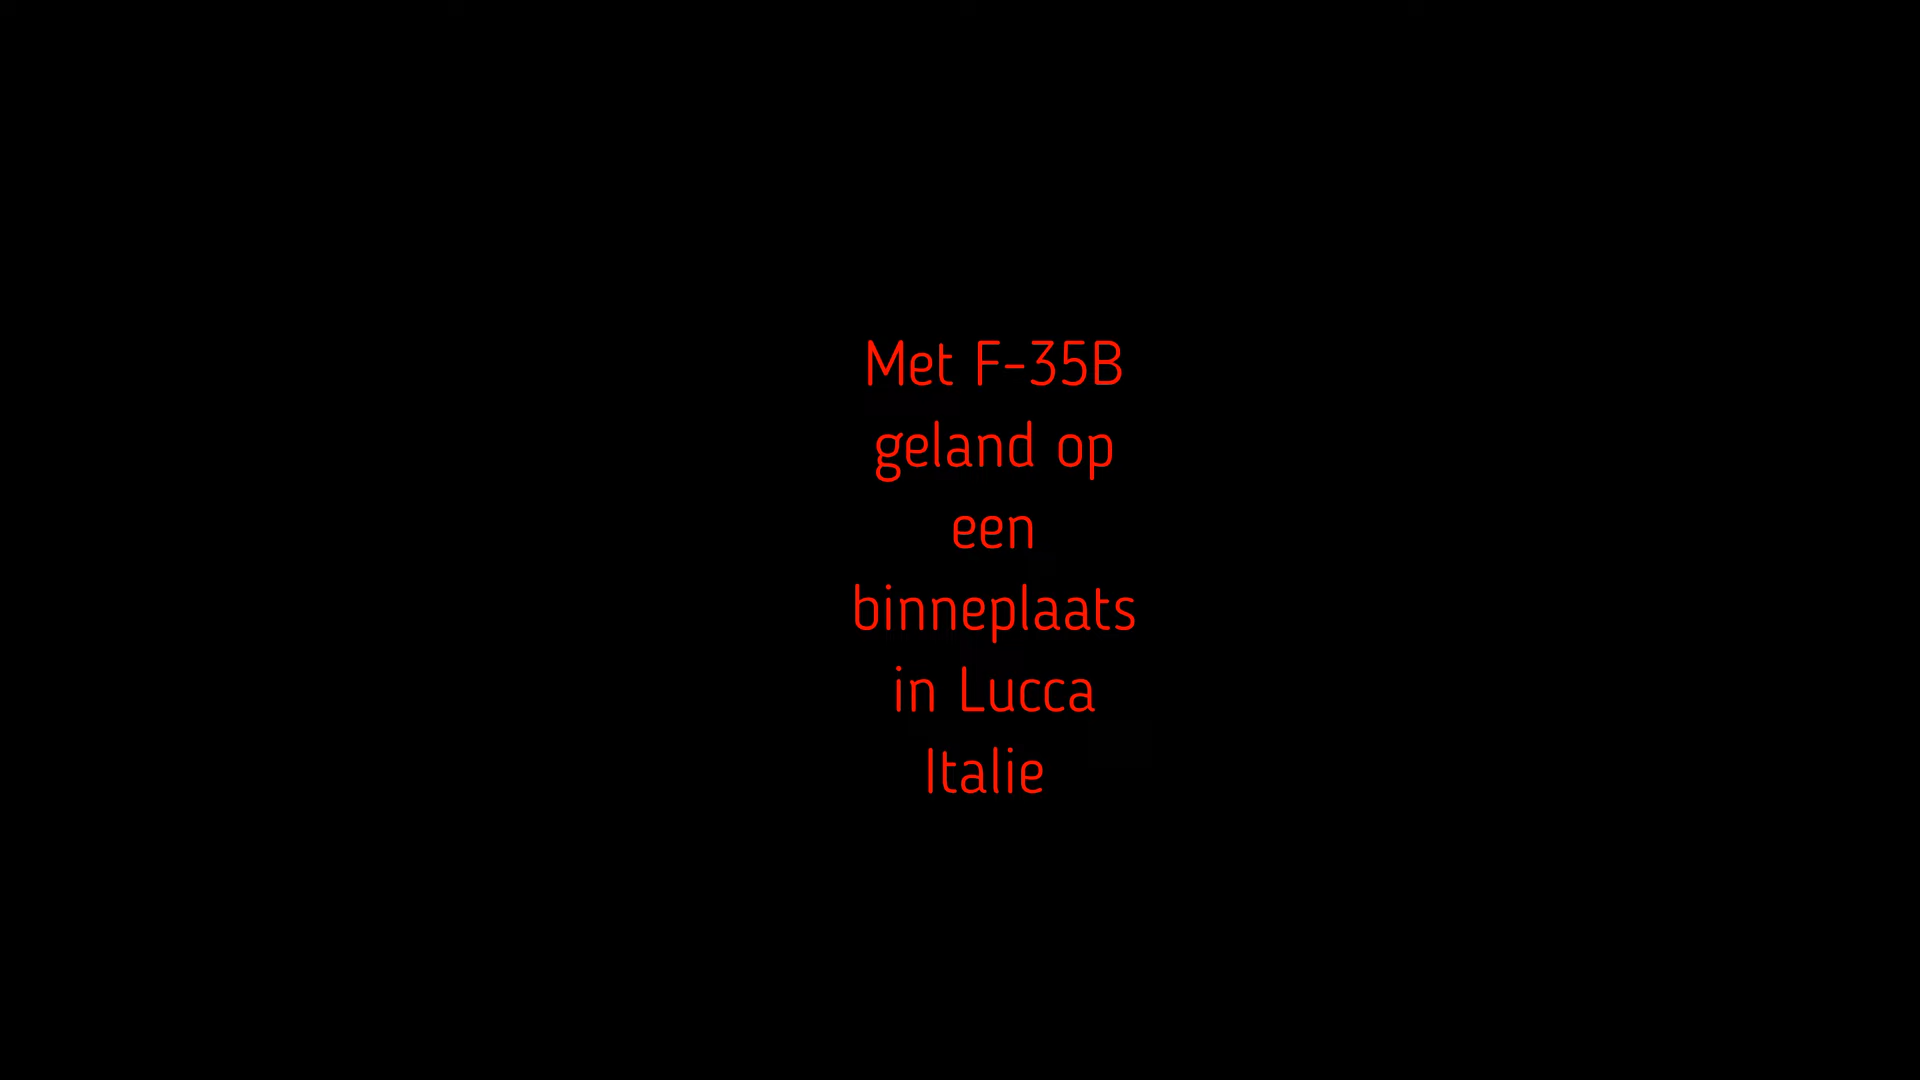 Met F-35B
geland op
een
binneplaats
in Lucca
Italie